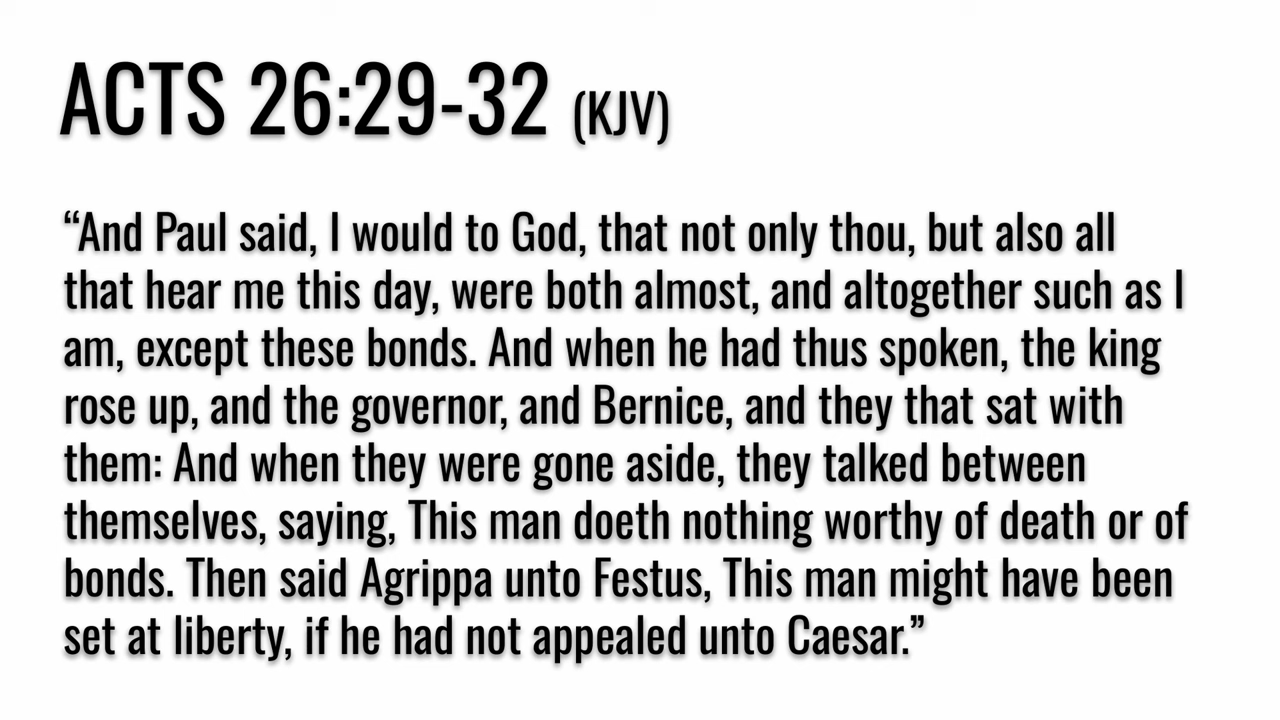 ACTS 26:29-32 (KJV)
“And Paul said, I would to God, that not only thou, but also all
that hear me this day, were both almost, and altogether such as I
am, except these bonds. And when he had thus spoken, the king
rose up, and the governor, and Bernice, and they that sat with
them: And when they were gone aside, they talked between
themselves, saying, This man doeth nothing worthy of death or of
bonds. Then said Agrippa unto Festus, This man might have been
set at liberty, if he had not appealed unto Caesar.”